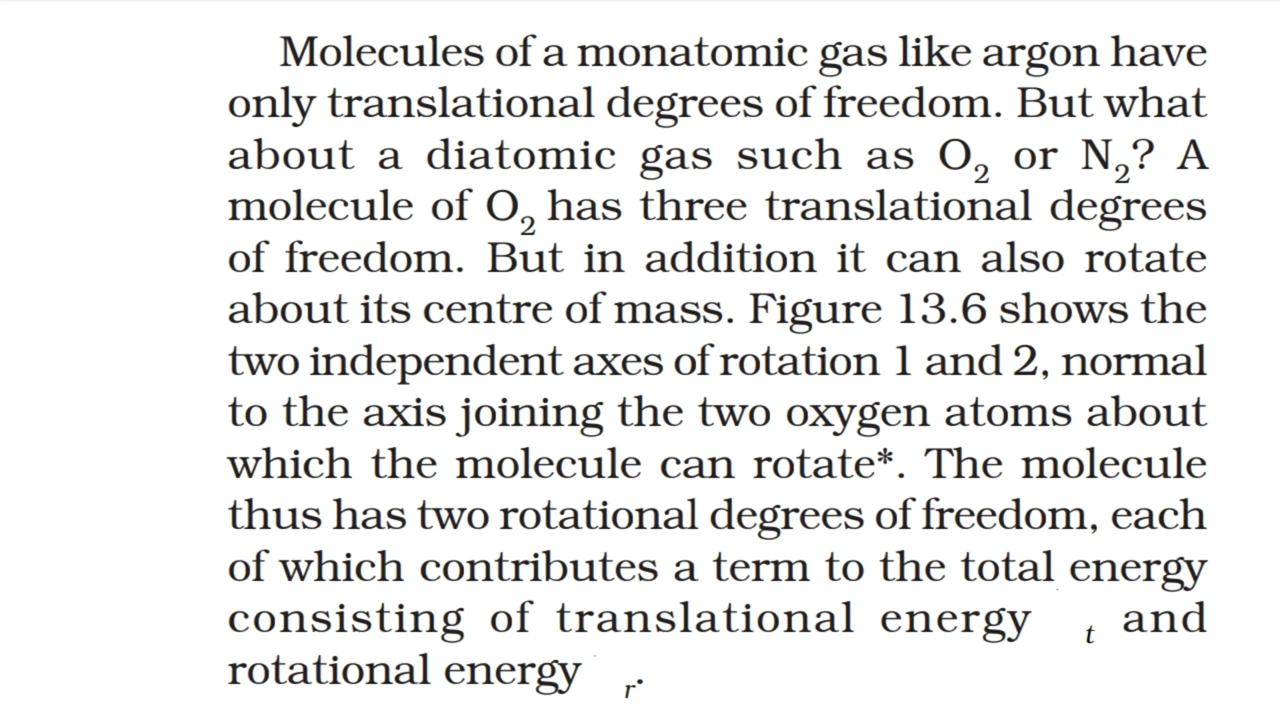 Molecules of a monatomic gas like argon have
only translational degrees of freedom. But what
about a diatomic gas such as O₂ or N₂? A
molecule of O₂ has three translational degrees
of freedom. But in addition it can also rotate
about its centre of mass. Figure 13.6 shows the
two independent axes of rotation 1 and 2, normal
to the axis joining the two oxygen atoms about
which the molecule can rotate*. The molecule
thus has two rotational degrees of freedom, each
of which contributes a term to the total energy
consisting of translational energy ₜ and
rotational energy ᵣ.